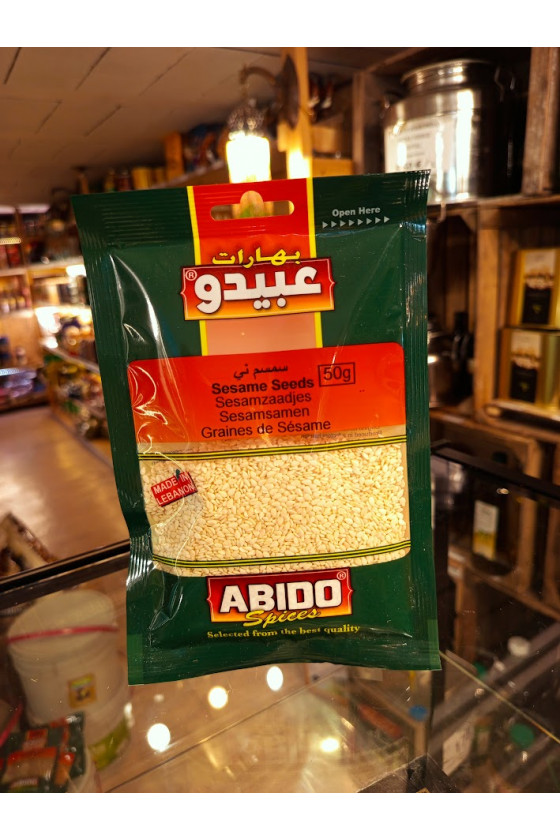 Open Here
بهارات
عبيدو ®
سمسم ني
Sesame Seeds 50g
Sesamzaadjes
Sesamsamen
Graines de Sésame
MADE IN
LEBANON
ABIDO ®
Spices
Selected from the best quality